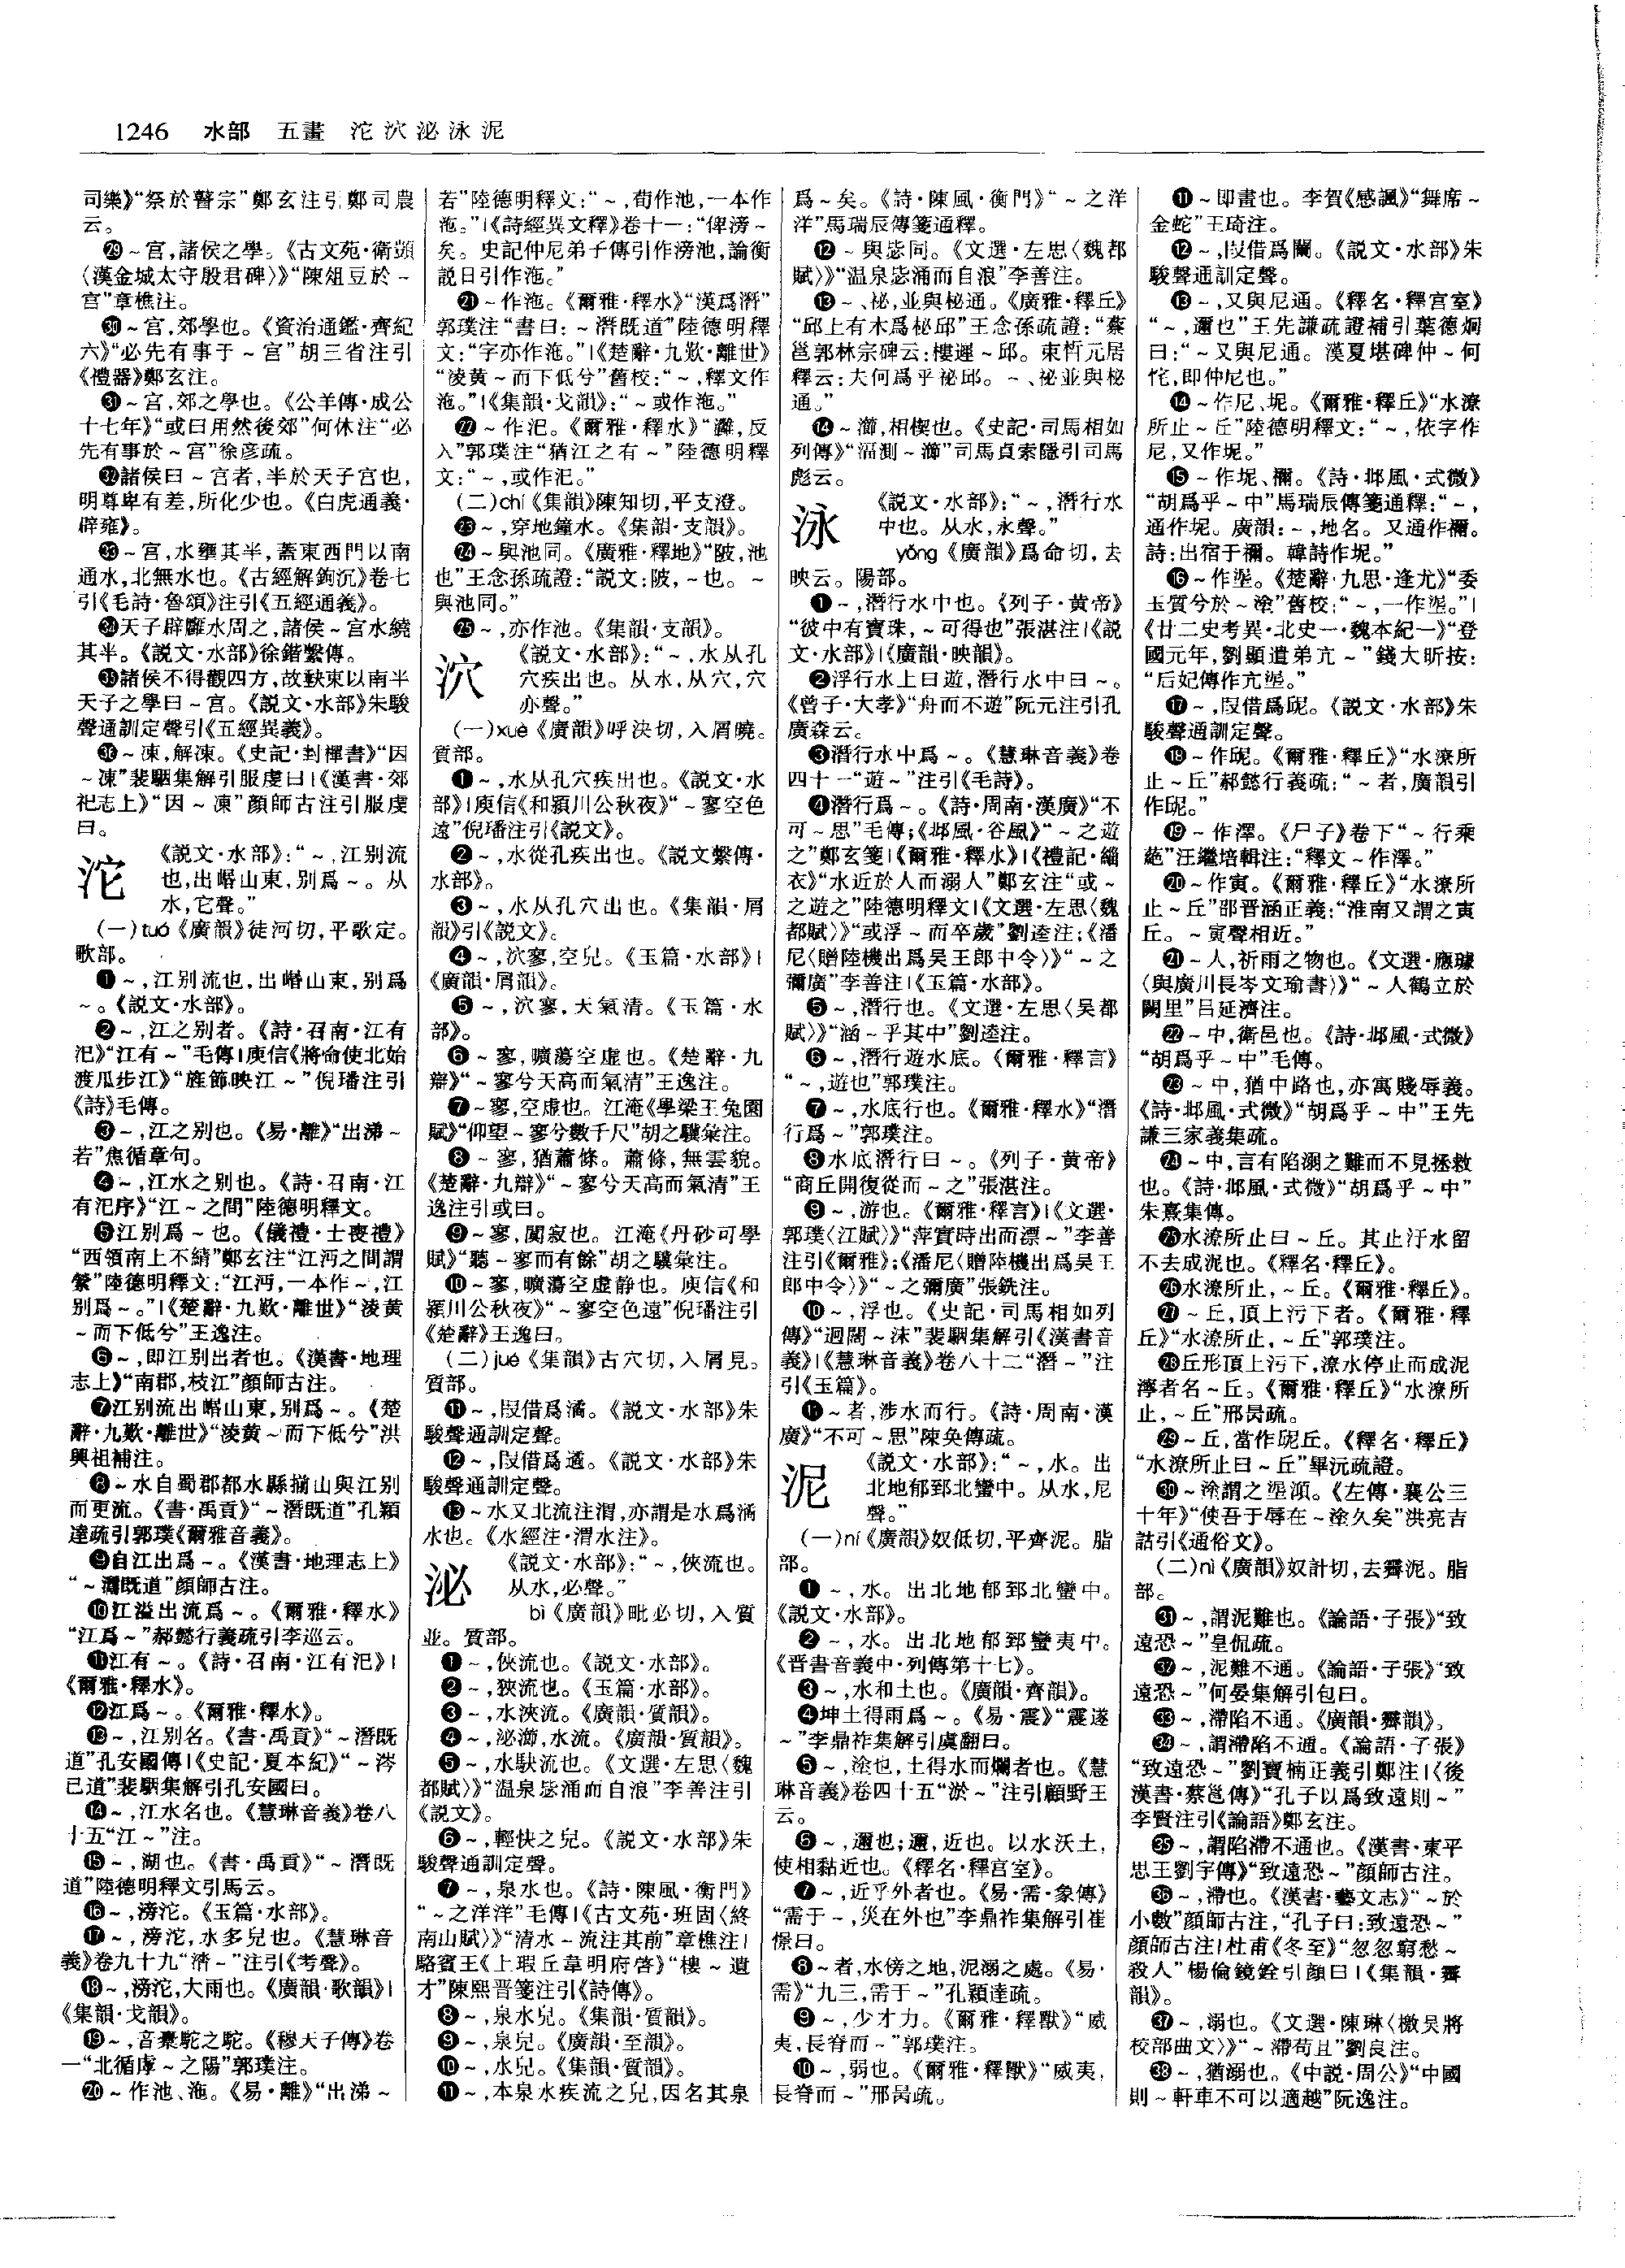 1246 水部 五畫 沱泬泌泳泥
司樂》“祭於瞽宗”鄭玄注引鄭司農
云。
㉙～宫,諸侯之學。《古文苑·衛顗
〈漢金城太守殷君碑〉》“陳俎豆於～
宫”章樵注。
㉚～宫,郊學也。《資治通鑑·齊紀
六》“必先有事于～宫”胡三省注引
《禮器》鄭玄注。
㉛～宫,郊之學也。《公羊傳·成公
十七年》“或曰用然後郊”何休注“必
先有事於～宫”徐彦疏。
㉜諸侯曰～宫者,半於天子宫也,
明尊卑有差,所化少也。《白虎通義·
辟雍》。
㉝～宫,水壅其半,蓋東西門以南
通水,北無水也。《古經解鉤沉》卷七
引《毛詩·魯頌》注引《五經通義》。
㉞天子辟廱水周之,諸侯～宫水繞
其半。《説文·水部》徐鍇繫傳。
㉟諸侯不得觀四方,故缺東以南半
天子之學曰～宫。《説文·水部》朱駿
聲通訓定聲引《五經異義》。
㊱～凍,解凍。《史記·封禪書》“因
～凍”裴駰集解引服虔曰|《漢書·郊
祀志上》“因～凍”顔師古注引服虔
曰。
沱
《説文·水部》:“～,江别流
也,出㟭山東,别爲～。从
水,它聲。”
(一)tuó《廣韻》徒河切,平歌定。
歌部。
❶～,江别流也,出㟭山東,别爲
～。《説文·水部》。
❷～,江之别者。《詩·召南·江有
汜》“江有～”毛傳|庾信《將命使北始
渡瓜步江》“旌節映江～”倪璠注引
《詩》毛傳。
❸～,江之别也。《易·離》“出涕～
若”焦循章句。
❹～,江水之别也。《詩·召南·江
有汜序》“江～之間”陸德明釋文。
❺江别爲～也。《儀禮·士喪禮》
“西領南上不綪”鄭玄注“江沔之間謂
縈”陸德明釋文:“江沔,一本作～,江
别爲～。”|《楚辭·九歎·離世》“淩黄
～而下低兮”王逸注。
❻～,即江别出者也。《漢書·地理
志上》“南郡,枝江”顔師古注。
❼江别流出㟭山東,别爲～。《楚
辭·九歎·離世》“淩黄～而下低兮”洪
興祖補注。
❽～水自蜀郡都水縣揃山與江别
而更流。《書·禹貢》“～潛既道”孔穎
達疏引郭璞《爾雅音義》。
❾自江出爲～。《漢書·地理志上》
“～灊既道”顔師古注。
❿江溢出流爲～。《爾雅·釋水》
“江爲～”郝懿行義疏引李巡云。
⓫江有～。《詩·召南·江有汜》|
《爾雅·釋水》。
⓬江爲～。《爾雅·釋水》。
⓭～,江别名。《書·禹貢》“～潛既
道”孔安國傳|《史記·夏本紀》“～涔
已道”裴駰集解引孔安國曰。
⓮～,江水名也。《慧琳音義》卷八
十五“江～”注。
⓯～,湖也。《書·禹貢》“～潛既
道”陸德明釋文引馬云。
⓰～,滂沱。《玉篇·水部》。
⓱～,滂沱,水多皃也。《慧琳音
義》卷九十九“濟～”注引《考聲》。
⓲～,滂沱,大雨也。《廣韻·歌韻》|
《集韻·戈韻》。
⓳～,音橐駝之駝。《穆天子傳》卷
一“北循虖～之陽”郭璞注。
⓴～作池、沲。《易·離》“出涕～
若”陸德明釋文:“～,荀作池,一本作
沲。”|《詩經異文釋》卷十一:“俾滂～
矣。史記仲尼弟子傳引作滂池,論衡
説日引作沲。”
㉑～作沲。《爾雅·釋水》“漢爲潛”
郭璞注“書曰:～潛既道”陸德明釋
文:“字亦作沲。”|《楚辭·九歎·離世》
“淩黄～而下低兮”舊校:“～,釋文作
沲。”|《集韻·戈韻》:“～或作沲。”
㉒～作汜。《爾雅·釋水》“灉,反
入”郭璞注“猶江之有～”陸德明釋
文:“～,或作汜。”
(二)chí《集韻》陳知切,平支澄。
㉓～,穿地鐘水。《集韻·支韻》。
㉔～與池同。《廣雅·釋地》“陂,池
也”王念孫疏證:“説文:陂,～也。～
與池同。”
㉕～,亦作池。《集韻·支韻》。
泬
《説文·水部》:“～,水从孔
穴疾出也。从水,从穴,穴
亦聲。”
(一)xuè《廣韻》呼決切,入屑曉。
質部。
❶～,水从孔穴疾出也。《説文·水
部》|庾信《和潁川公秋夜》“～寥空色
遠”倪璠注引《説文》。
❷～,水從孔疾出也。《説文繫傳·
水部》。
❸～,水从孔穴出也。《集韻·屑
韻》引《説文》。
❹～,泬寥,空皃。《玉篇·水部》|
《廣韻·屑韻》。
❺～,泬寥,天氣清。《玉篇·水
部》。
❻～寥,曠蕩空虚也。《楚辭·九
辯》“～寥兮天高而氣清”王逸注。
❼～寥,空虚也。江淹《學梁王兔園
賦》“仰望～寥兮數千尺”胡之驥彙注。
❽～寥,猶蕭條。蕭條,無雲貌。
《楚辭·九辯》“～寥兮天高而氣清”王
逸注引或曰。
❾～寥,闃寂也。江淹《丹砂可學
賦》“聽～寥而有餘”胡之驥彙注。
❿～寥,曠蕩空虚静也。庾信《和
潁川公秋夜》“～寥空色遠”倪璠注引
《楚辭》王逸曰。
(二)jué《集韻》古穴切,入屑見。
質部。
⓫～,叚借爲潏。《説文·水部》朱
駿聲通訓定聲。
⓬～,叚借爲遹。《説文·水部》朱
駿聲通訓定聲。
⓭～水又北流注渭,亦謂是水爲潏
水也。《水經注·渭水注》。
泌
《説文·水部》:“～,俠流也。
从水,必聲。”
bì《廣韻》毗必切,入質
並。質部。
❶～,俠流也。《説文·水部》。
❷～,狹流也。《玉篇·水部》。
❸～,水浹流。《廣韻·質韻》。
❹～,泌㵥,水流。《廣韻·質韻》。
❺～,水駃流也。《文選·左思〈魏
都賦〉》“温泉毖涌而自浪”李善注引
《説文》。
❻～,輕快之皃。《説文·水部》朱
駿聲通訓定聲。
❼～,泉水也。《詩·陳風·衡門》
“～之洋洋”毛傳|《古文苑·班固〈終
南山賦〉》“清水～流注其前”章樵注|
駱賓王《上瑕丘韋明府啓》“棲～遺
才”陳熙晋箋注引《詩傳》。
❽～,泉水皃。《集韻·質韻》。
❾～,泉皃。《廣韻·至韻》。
❿～,水皃。《集韻·質韻》。
⓫～,本泉水疾流之皃,因名其泉
爲～矣。《詩·陳風·衡門》“～之洋
洋”馬瑞辰傳箋通釋。
⓬～與毖同。《文選·左思〈魏都
賦〉》“温泉毖涌而自浪”李善注。
⓭～、祕,並與柲通。《廣雅·釋丘》
“邱上有木爲柲邱”王念孫疏證:“蔡
邕郭林宗碑云:棲遲～邱。束晳元居
釋云:夫何爲乎祕邱。～、祕並與柲
通。”
⓮～㵥,相楔也。《史記·司馬相如
列傳》“湢測～㵥”司馬貞索隱引司馬
彪云。
泳
《説文·水部》:“～,潛行水
中也。从水,永聲。”
yǒng《廣韻》爲命切,去
映云。陽部。
❶～,潛行水中也。《列子·黄帝》
“彼中有寶珠,～可得也”張湛注|《説
文·水部》|《廣韻·映韻》。
❷浮行水上曰遊,潛行水中曰～。
《曾子·大孝》“舟而不遊”阮元注引孔
廣森云。
❸潛行水中爲～。《慧琳音義》卷
四十一“遊～”注引《毛詩》。
❹潛行爲～。《詩·周南·漢廣》“不
可～思”毛傳;《邶風·谷風》“～之遊
之”鄭玄箋|《爾雅·釋水》|《禮記·緇
衣》“水近於人而溺人”鄭玄注“或～
之遊之”陸德明釋文|《文選·左思〈魏
都賦〉》“或浮～而卒歲”劉逵注;《潘
尼〈贈陸機出爲吴王郎中令〉》“～之
彌廣”李善注|《玉篇·水部》。
❺～,潛行也。《文選·左思〈吴都
賦〉》“涵～乎其中”劉逵注。
❻～,潛行遊水底。《爾雅·釋言》
“～,遊也”郭璞注。
❼～,水底行也。《爾雅·釋水》“潛
行爲～”郭璞注。
❽水底潛行曰～。《列子·黄帝》
“商丘開復從而～之”張湛注。
❾～,游也。《爾雅·釋言》|《文選·
郭璞〈江賦〉》“萍實時出而漂～”李善
注引《爾雅》;《潘尼〈贈陸機出爲吴王
郎中令〉》“～之彌廣”張銑注。
❿～,浮也。《史記·司馬相如列
傳》“迥闊～沫”裴駰集解引《漢書音
義》|《慧琳音義》卷八十二“潛～”注
引《玉篇》。
⓫～者,涉水而行。《詩·周南·漢
廣》“不可～思”陳奂傳疏。
泥
《説文·水部》:“～,水。出
北地郁郅北蠻中。从水,尼
聲。”
(一)ní《廣韻》奴低切,平齊泥。脂
部。
❶～,水。出北地郁郅北蠻中。
《説文·水部》。
❷～,水。出北地郁郅蠻夷中。
《晋書音義中·列傳第十七》。
❸～,水和土也。《廣韻·齊韻》。
❹坤土得雨爲～。《易·震》“震遂
～”李鼎祚集解引虞翻曰。
❺～,塗也,土得水而爛者也。《慧
琳音義》卷四十五“淤～”注引顧野王
云。
❻～,邇也;邇,近也。以水沃土,
使相黏近也。《釋名·釋宫室》。
❼～,近乎外者也。《易·需·象傳》
“需于～,災在外也”李鼎祚集解引崔
憬曰。
❽～者,水傍之地,泥溺之處。《易·
需》“九三,需于～”孔穎達疏。
❾～,少才力。《爾雅·釋獸》“威
夷,長脊而～”郭璞注。
❿～,弱也。《爾雅·釋獸》“威夷,
長脊而～”邢昺疏。
⓫～即畫也。李賀《感諷》“舞席～
金蛇”王琦注。
⓬～,叚借爲闌。《説文·水部》朱
駿聲通訓定聲。
⓭～,又與尼通。《釋名·釋宫室》
“～,邇也”王先謙疏證補引葉德炯
曰:“～又與尼通。漢夏堪碑仲～何
侘,即仲尼也。”
⓮～作尼、坭。《爾雅·釋丘》“水潦
所止～丘”陸德明釋文:“～,依字作
尼,又作坭。”
⓯～作坭、禰。《詩·邶風·式微》
“胡爲乎～中”馬瑞辰傳箋通釋:“～,
通作坭。廣韻:～,地名。又通作禰。
詩:出宿于禰。韓詩作坭。”
⓰～作埿。《楚辭·九思·逢尤》“委
玉質兮於～塗”舊校:“～,一作埿。”|
《廿二史考異·北史一·魏本紀一》“登
國元年,劉顯遣弟亢～”錢大昕按:
“后妃傳作亢埿。”
⓱～,叚借爲䛏。《説文·水部》朱
駿聲通訓定聲。
⓲～作𡰥。《爾雅·釋丘》“水潦所
止～丘”郝懿行義疏:“～者,廣韻引
作𡰥。”
⓳～作澤。《尸子》卷下“～行乘
蕝”汪繼培輯注:“釋文～作澤。”
⓴～作寅。《爾雅·釋丘》“水潦所
止～丘”邵晋涵正義:“淮南又謂之寅
丘。～寅聲相近。”
㉑～人,祈雨之物也。《文選·應璩
〈與廣川長岑文瑜書〉》“～人鶴立於
闕里”吕延濟注。
㉒～中,衛邑也。《詩·邶風·式微》
“胡爲乎～中”毛傳。
㉓～中,猶中路也,亦寓賤辱義。
《詩·邶風·式微》“胡爲乎～中”王先
謙三家義集疏。
㉔～中,言有陷溺之難而不見拯救
也。《詩·邶風·式微》“胡爲乎～中”
朱熹集傳。
㉕水潦所止曰～丘。其止汙水留
不去成泥也。《釋名·釋丘》。
㉖水潦所止,～丘。《爾雅·釋丘》。
㉗～丘,頂上污下者。《爾雅·釋
丘》“水潦所止,～丘”郭璞注。
㉘丘形頂上污下,潦水停止而成泥
濘者名～丘。《爾雅·釋丘》“水潦所
止,～丘”邢昺疏。
㉙～丘,當作𡰥丘。《釋名·釋丘》
“水潦所止曰～丘”畢沅疏證。
㉚～塗謂之埿澒。《左傳·襄公三
十年》“使吾子辱在～塗久矣”洪亮吉
詁引《通俗文》。
(二)nì《廣韻》奴計切,去霽泥。脂
部。
㉛～,謂泥難也。《論語·子張》“致
遠恐～”皇侃疏。
㉜～,泥難不通。《論語·子張》“致
遠恐～”何晏集解引包曰。
㉝～,滯陷不通。《廣韻·霽韻》。
㉞～,謂滯陷不通。《論語·子張》
“致遠恐～”劉寶楠正義引鄭注|《後
漢書·蔡邕傳》“孔子以爲致遠則～”
李賢注引《論語》鄭玄注。
㉟～,謂陷滯不通也。《漢書·東平
思王劉宇傳》“致遠恐～”顔師古注。
㊱～,滯也。《漢書·藝文志》“～於
小數”顔師古注,“孔子曰:致遠恐～”
顔師古注|杜甫《冬至》“忽忽窮愁～
殺人”楊倫鏡銓引顔曰|《集韻·霽
韻》。
㊲～,溺也。《文選·陳琳〈檄吴將
校部曲文〉》“～滯苟且”劉良注。
㊳～,猶溺也。《中説·周公》“中國
則～軒車不可以適越”阮逸注。